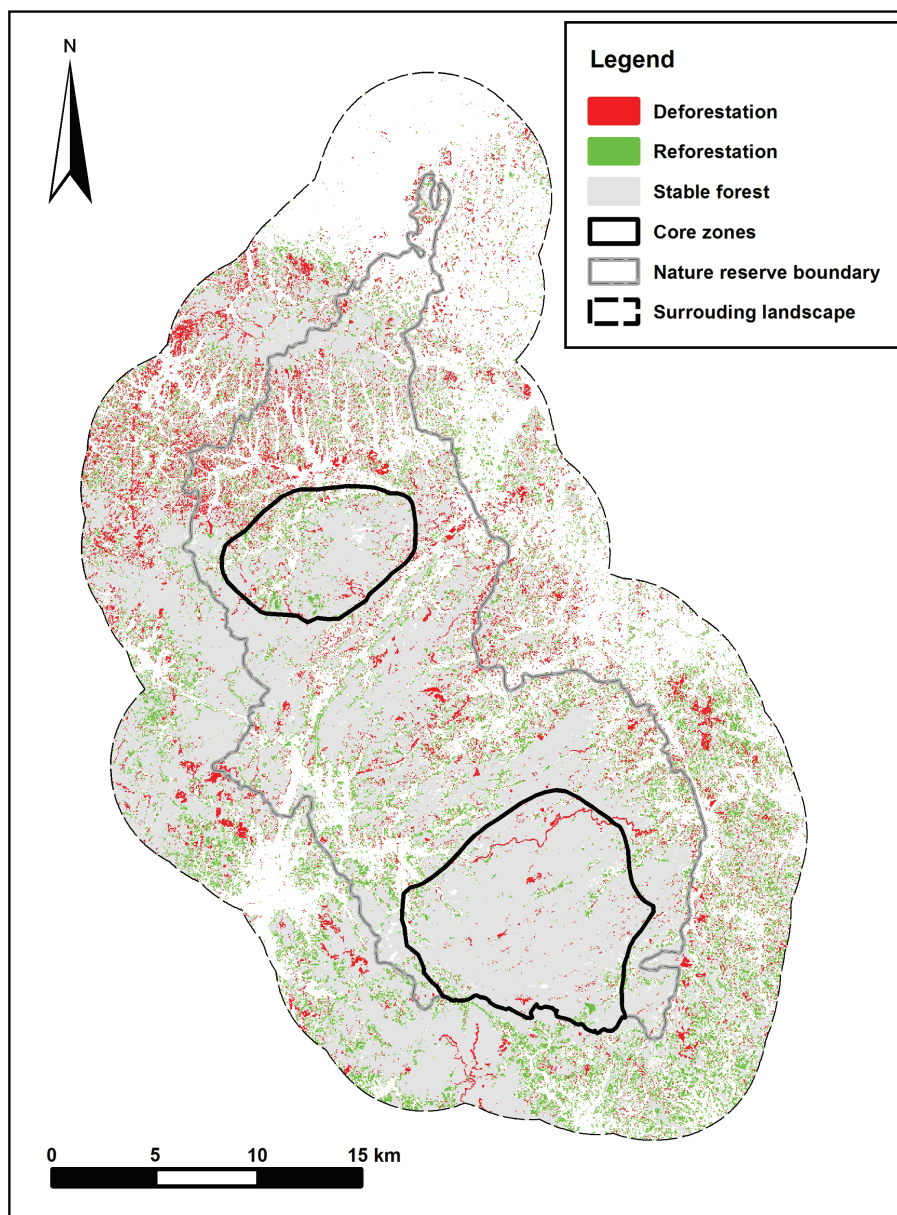 N
Legend
Deforestation
Reforestation
Stable forest
Core zones
Nature reserve boundary
Surrouding landscape
0 5 10 15 km